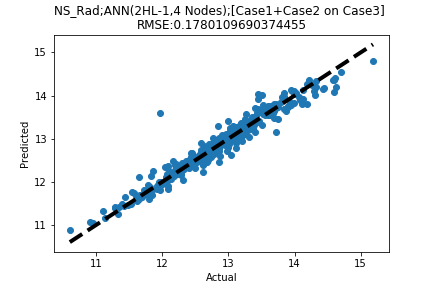 NS_Rad;ANN(2HL-1,4 Nodes);[Case1+Case2 on Case3]
RMSE:0.1780109690374455
15
14
13
12
11
Predicted
11 12 13 14 15
Actual